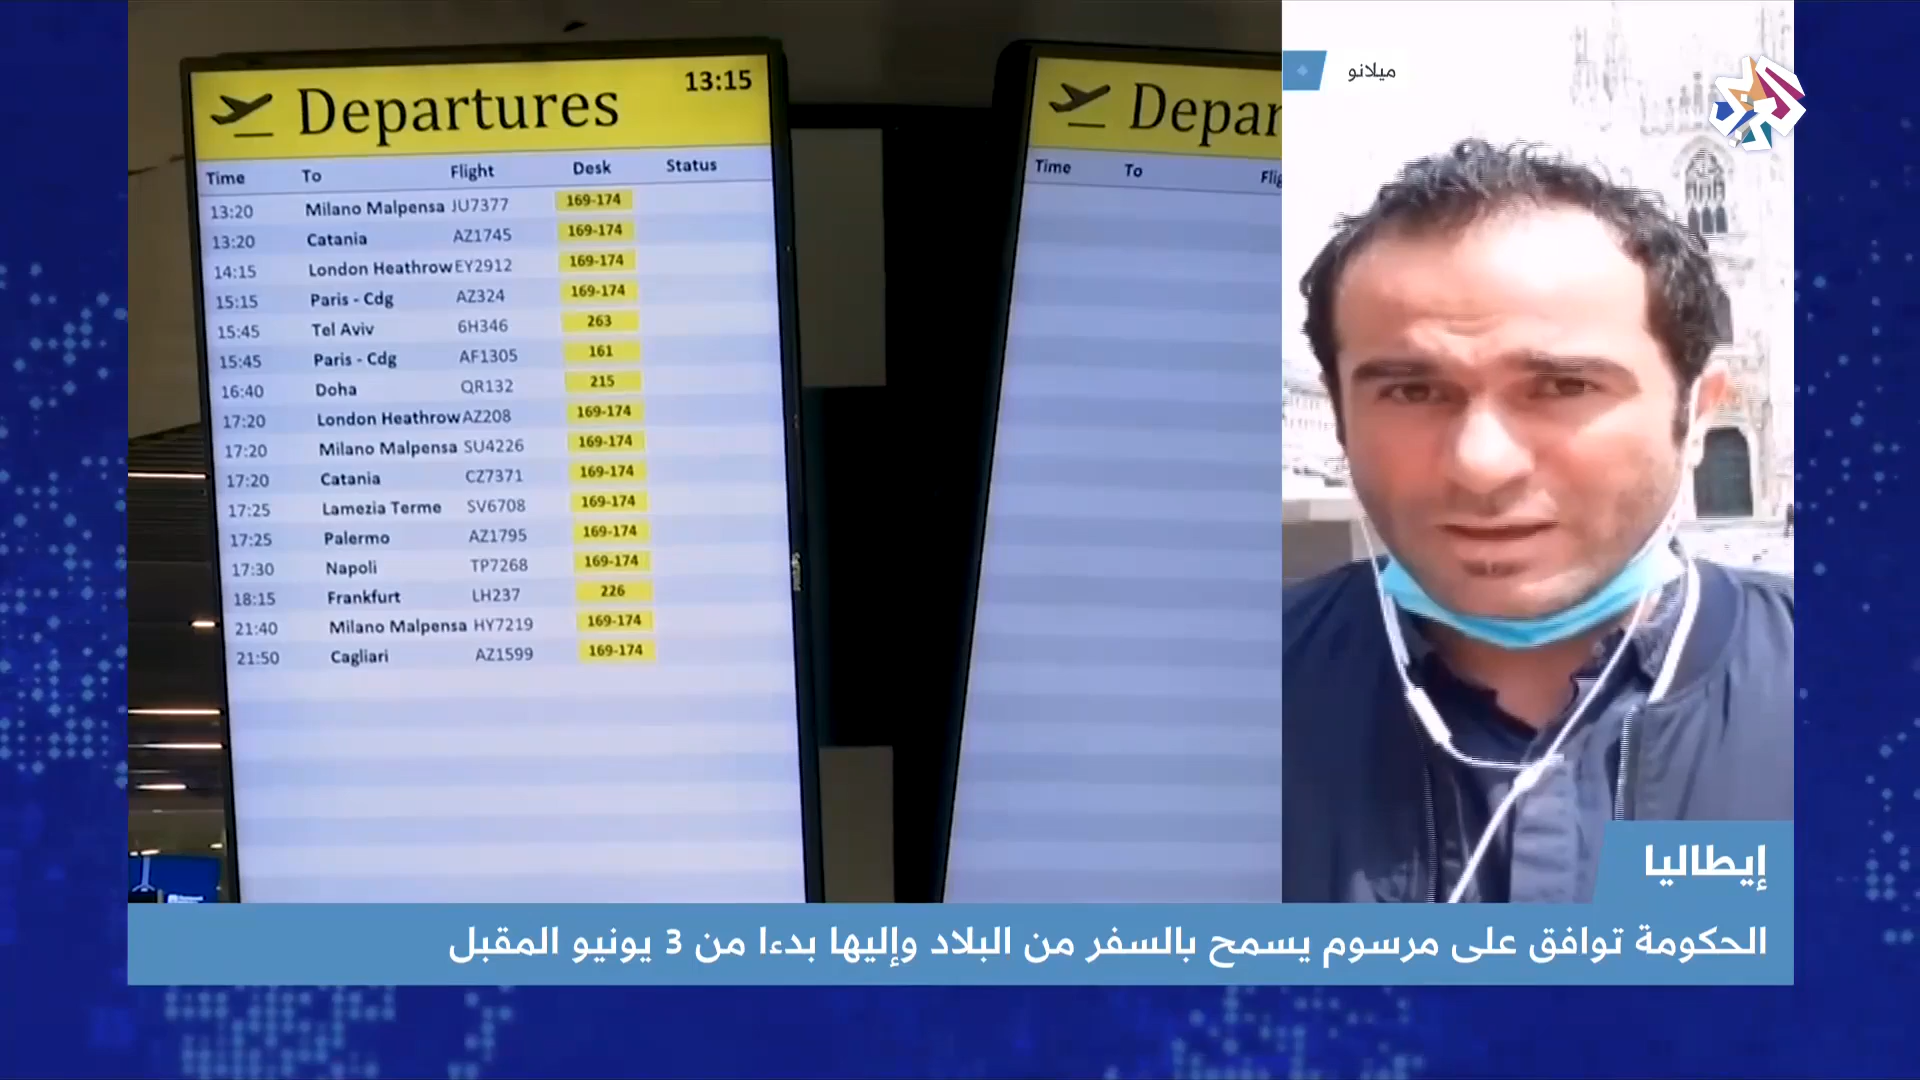 Departures 13:15
Time To Flight Desk Status
13:20 Milano Malpensa JU7377 169-174
13:20 Catania AZ1745 169-174
14:15 London Heathrow EY2912 169-174
15:15 Paris - Cdg AZ324 169-174
15:45 Tel Aviv 6H346 263
15:45 Paris - Cdg AF1305 161
16:40 Doha QR132 215
17:20 London Heathrow AZ208 169-174
17:20 Milano Malpensa SU4226 169-174
17:20 Catania CZ7371 169-174
17:25 Lamezia Terme SV6708 169-174
17:25 Palermo AZ1795 169-174
17:30 Napoli TP7268 169-174
18:15 Frankfurt LH237 226
21:40 Milano Malpensa HY7219 169-174
21:50 Cagliari AZ1599 169-174
Depar
Time To Flig
ميلانو
إيطاليا
الحكومة توافق على مرسوم يسمح بالسفر من البلاد وإليها بدءا من 3 يونيو المقبل